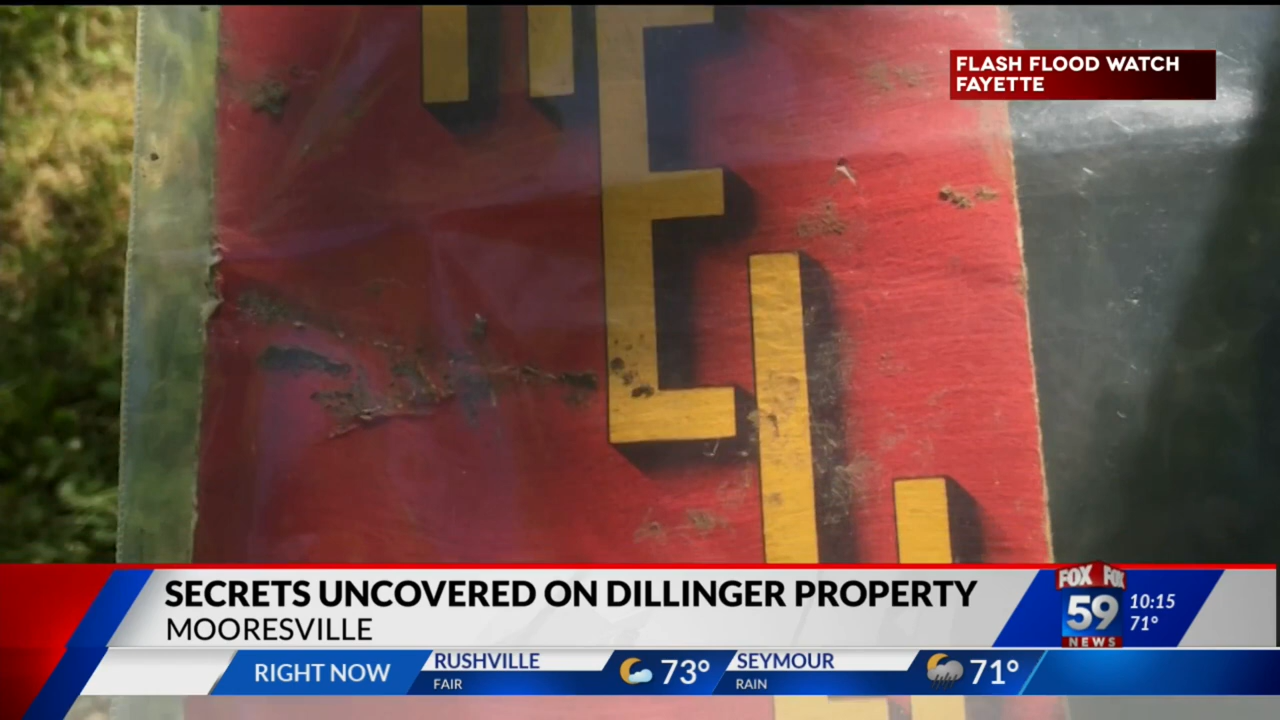 FLASH FLOOD WATCH
FAYETTE
SECRETS UNCOVERED ON DILLINGER PROPERTY
MOORESVILLE
FOX FOX
59
NEWS
10:15
71°
RIGHT NOW
RUSHVILLE
FAIR
73°
SEYMOUR
RAIN
71°